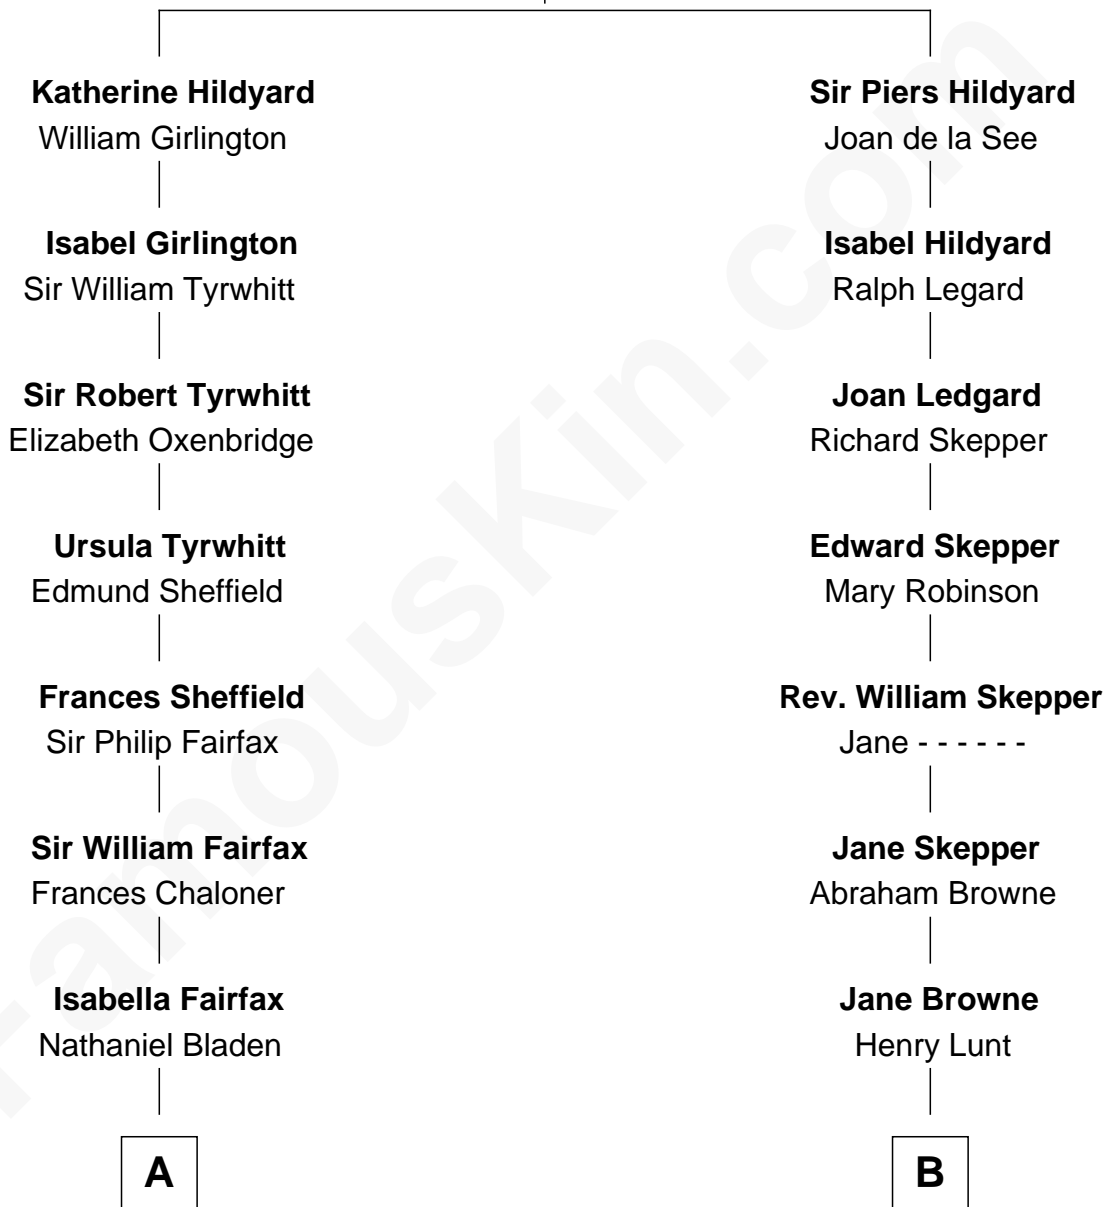 Katherine Hildyard
William Girlington
Isabel Girlington
Sir William Tyrwhitt
Sir Robert Tyrwhitt
Elizabeth Oxenbridge
Ursula Tyrwhitt
Edmund Sheffield
Frances Sheffield
Sir Philip Fairfax
Sir William Fairfax
Frances Chaloner
Isabella Fairfax
Nathaniel Bladen
A
Sir Piers Hildyard
Joan de la See
Isabel Hildyard
Ralph Legard
Joan Ledgard
Richard Skepper
Edward Skepper
Mary Robinson
Rev. William Skepper
Jane - - - - - -
Jane Skepper
Abraham Browne
Jane Browne
Henry Lunt
B
FamousKin.com